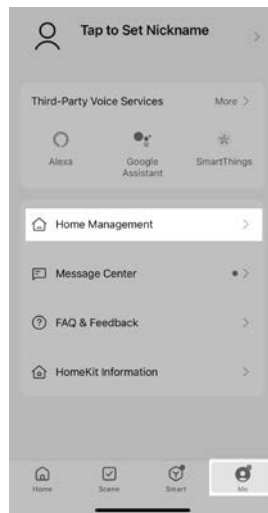 Tap to Set Nickname
Third-Party Voice Services More >
Alexa Google Assistant SmartThings
Home Management
Message Center
FAQ & Feedback
HomeKit Information
Home Scene Smart Me